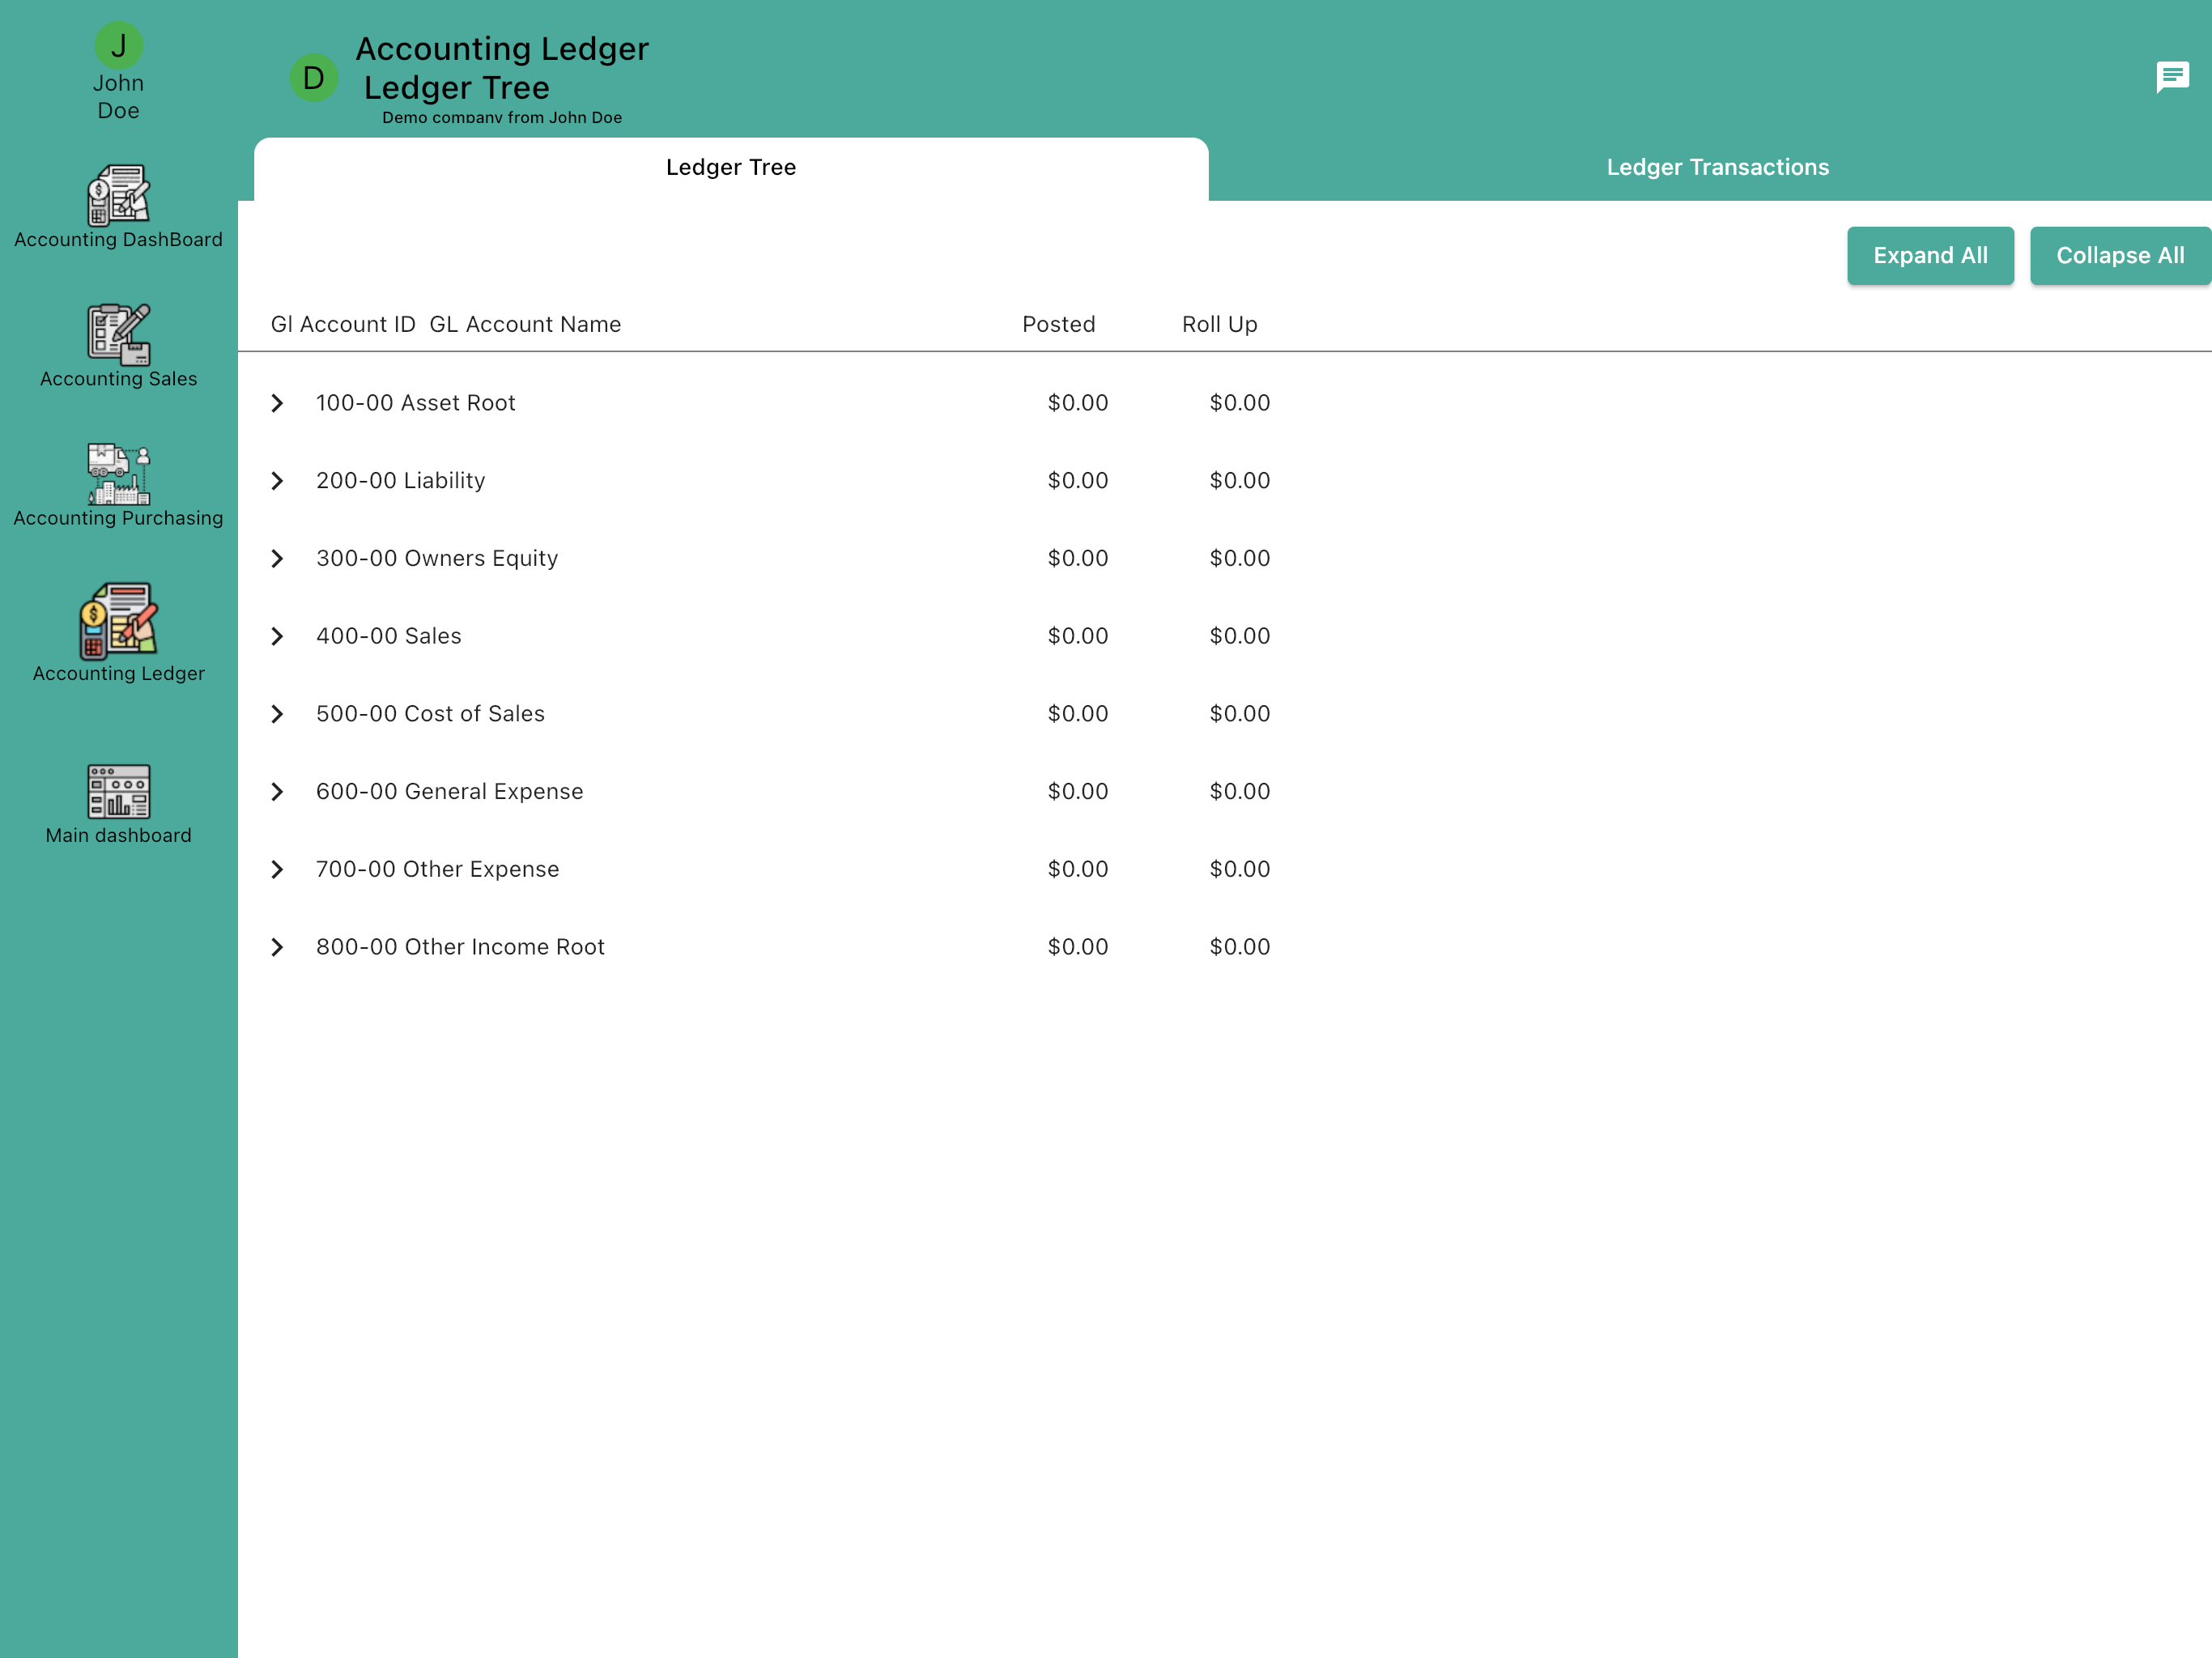 J
John
Doe
Accounting DashBoard
Accounting Sales
Accounting Purchasing
Accounting Ledger
Main dashboard
D
Accounting Ledger
Ledger Tree
Demo company from John Doe
Ledger Tree
Ledger Transactions
Expand All
Collapse All
Gl Account ID GL Account Name Posted Roll Up
100-00 Asset Root $0.00 $0.00
200-00 Liability $0.00 $0.00
300-00 Owners Equity $0.00 $0.00
400-00 Sales $0.00 $0.00
500-00 Cost of Sales $0.00 $0.00
600-00 General Expense $0.00 $0.00
700-00 Other Expense $0.00 $0.00
800-00 Other Income Root $0.00 $0.00